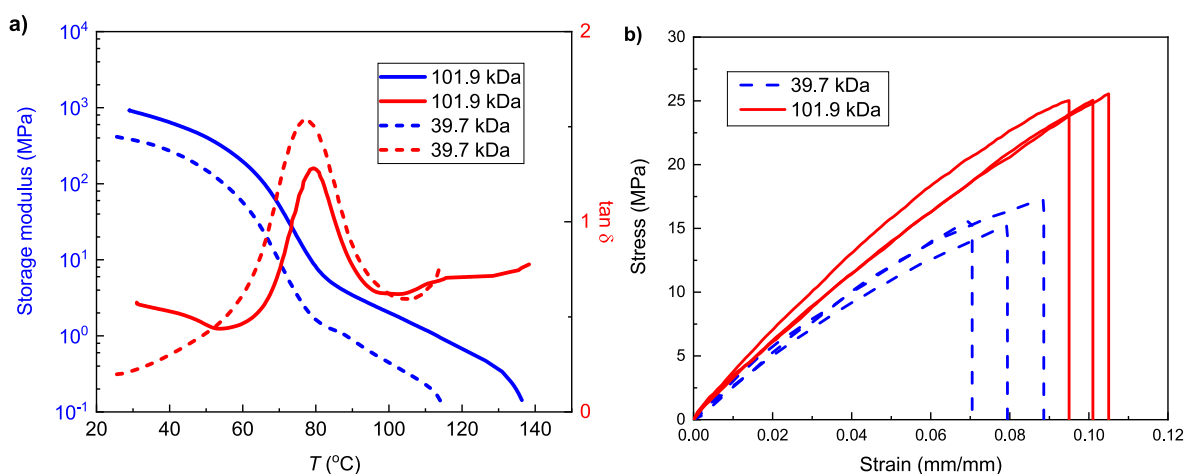 a)
Storage modulus (MPa)
10⁴
10³
10²
10¹
10⁰
10⁻¹
20 40 60 80 100 120 140
T (°C)
2
1
0
tan δ
101.9 kDa
101.9 kDa
39.7 kDa
39.7 kDa
b)
Stress (MPa)
30
25
20
15
10
5
0
0.00 0.02 0.04 0.06 0.08 0.10 0.12
Strain (mm/mm)
39.7 kDa
101.9 kDa